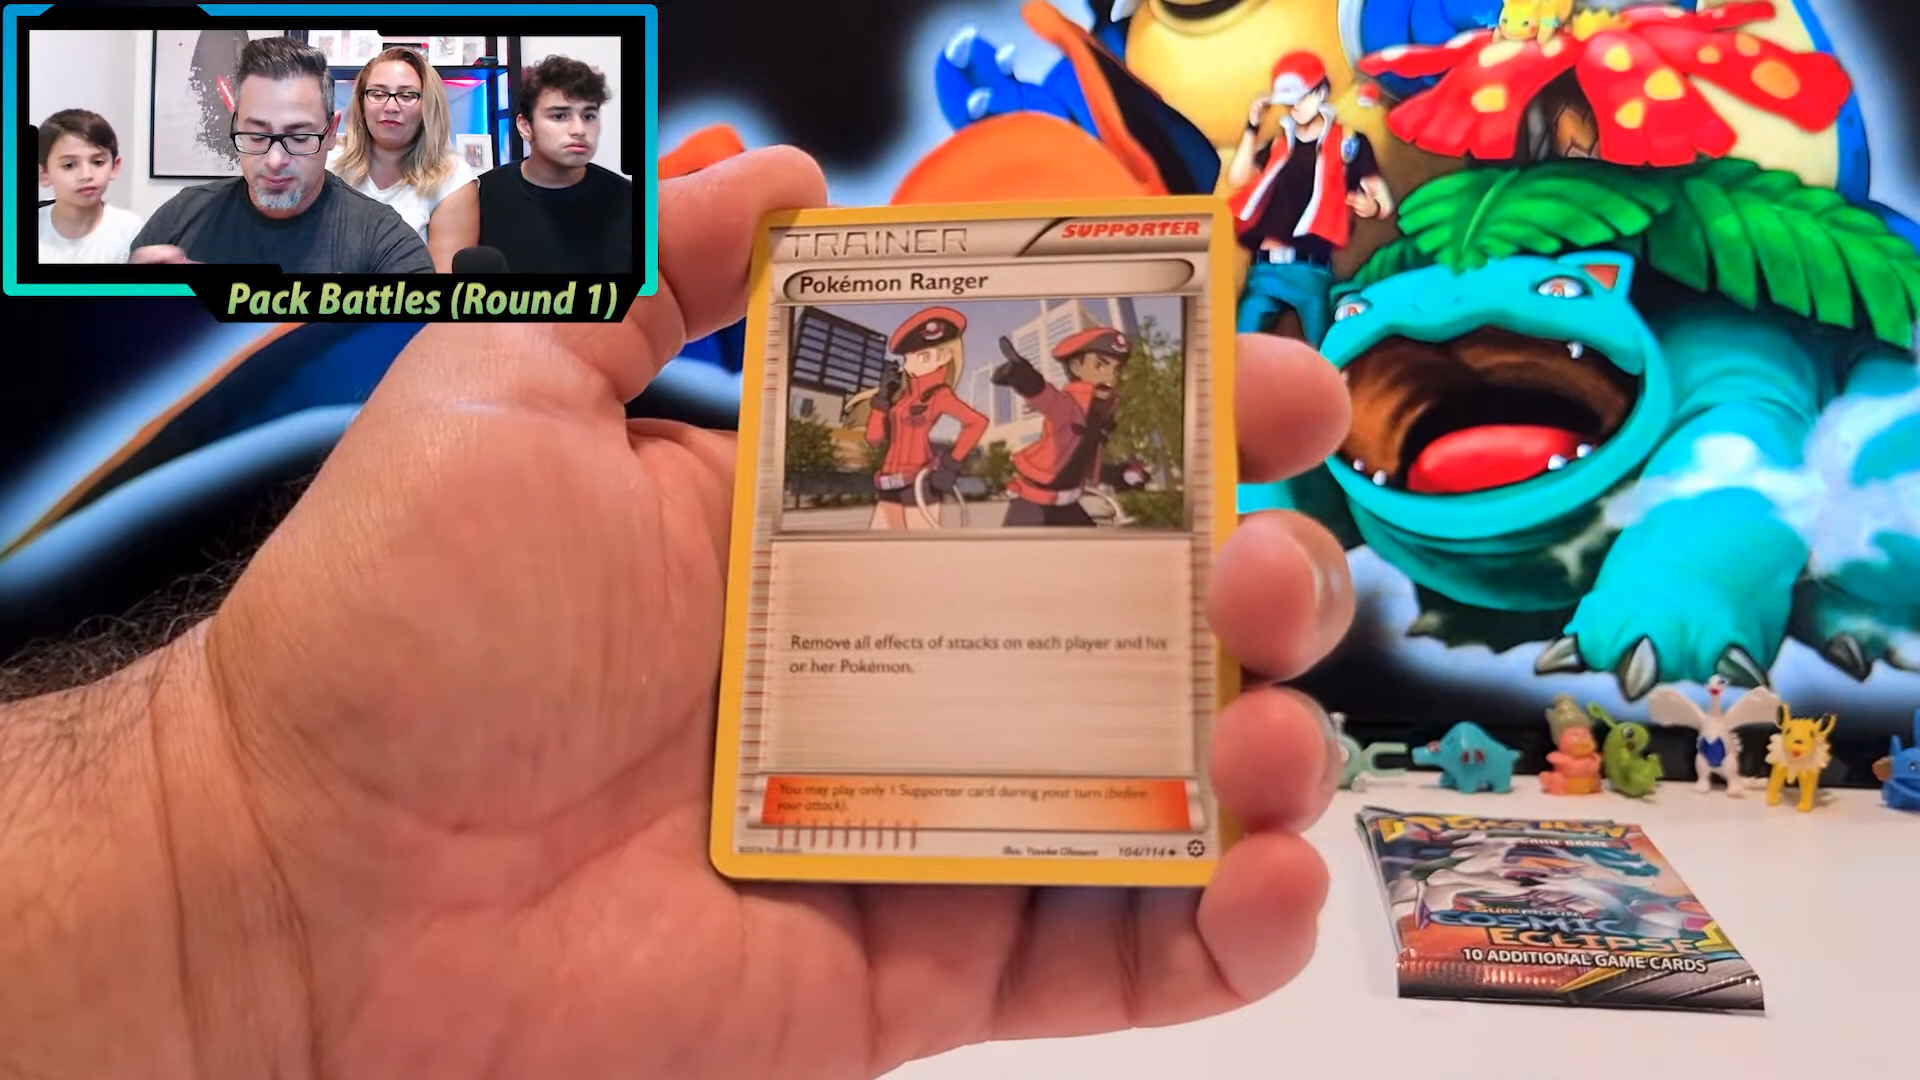 Pack Battles (Round 1)
TRAINER
SUPPORTER
Pokémon Ranger
Remove all effects of attacks on each player and his
or her Pokémon.
You may play only 1 Supporter card during your turn (before
your attack).
104/114
COSMIC
ECLIPSE
10 ADDITIONAL GAME CARDS